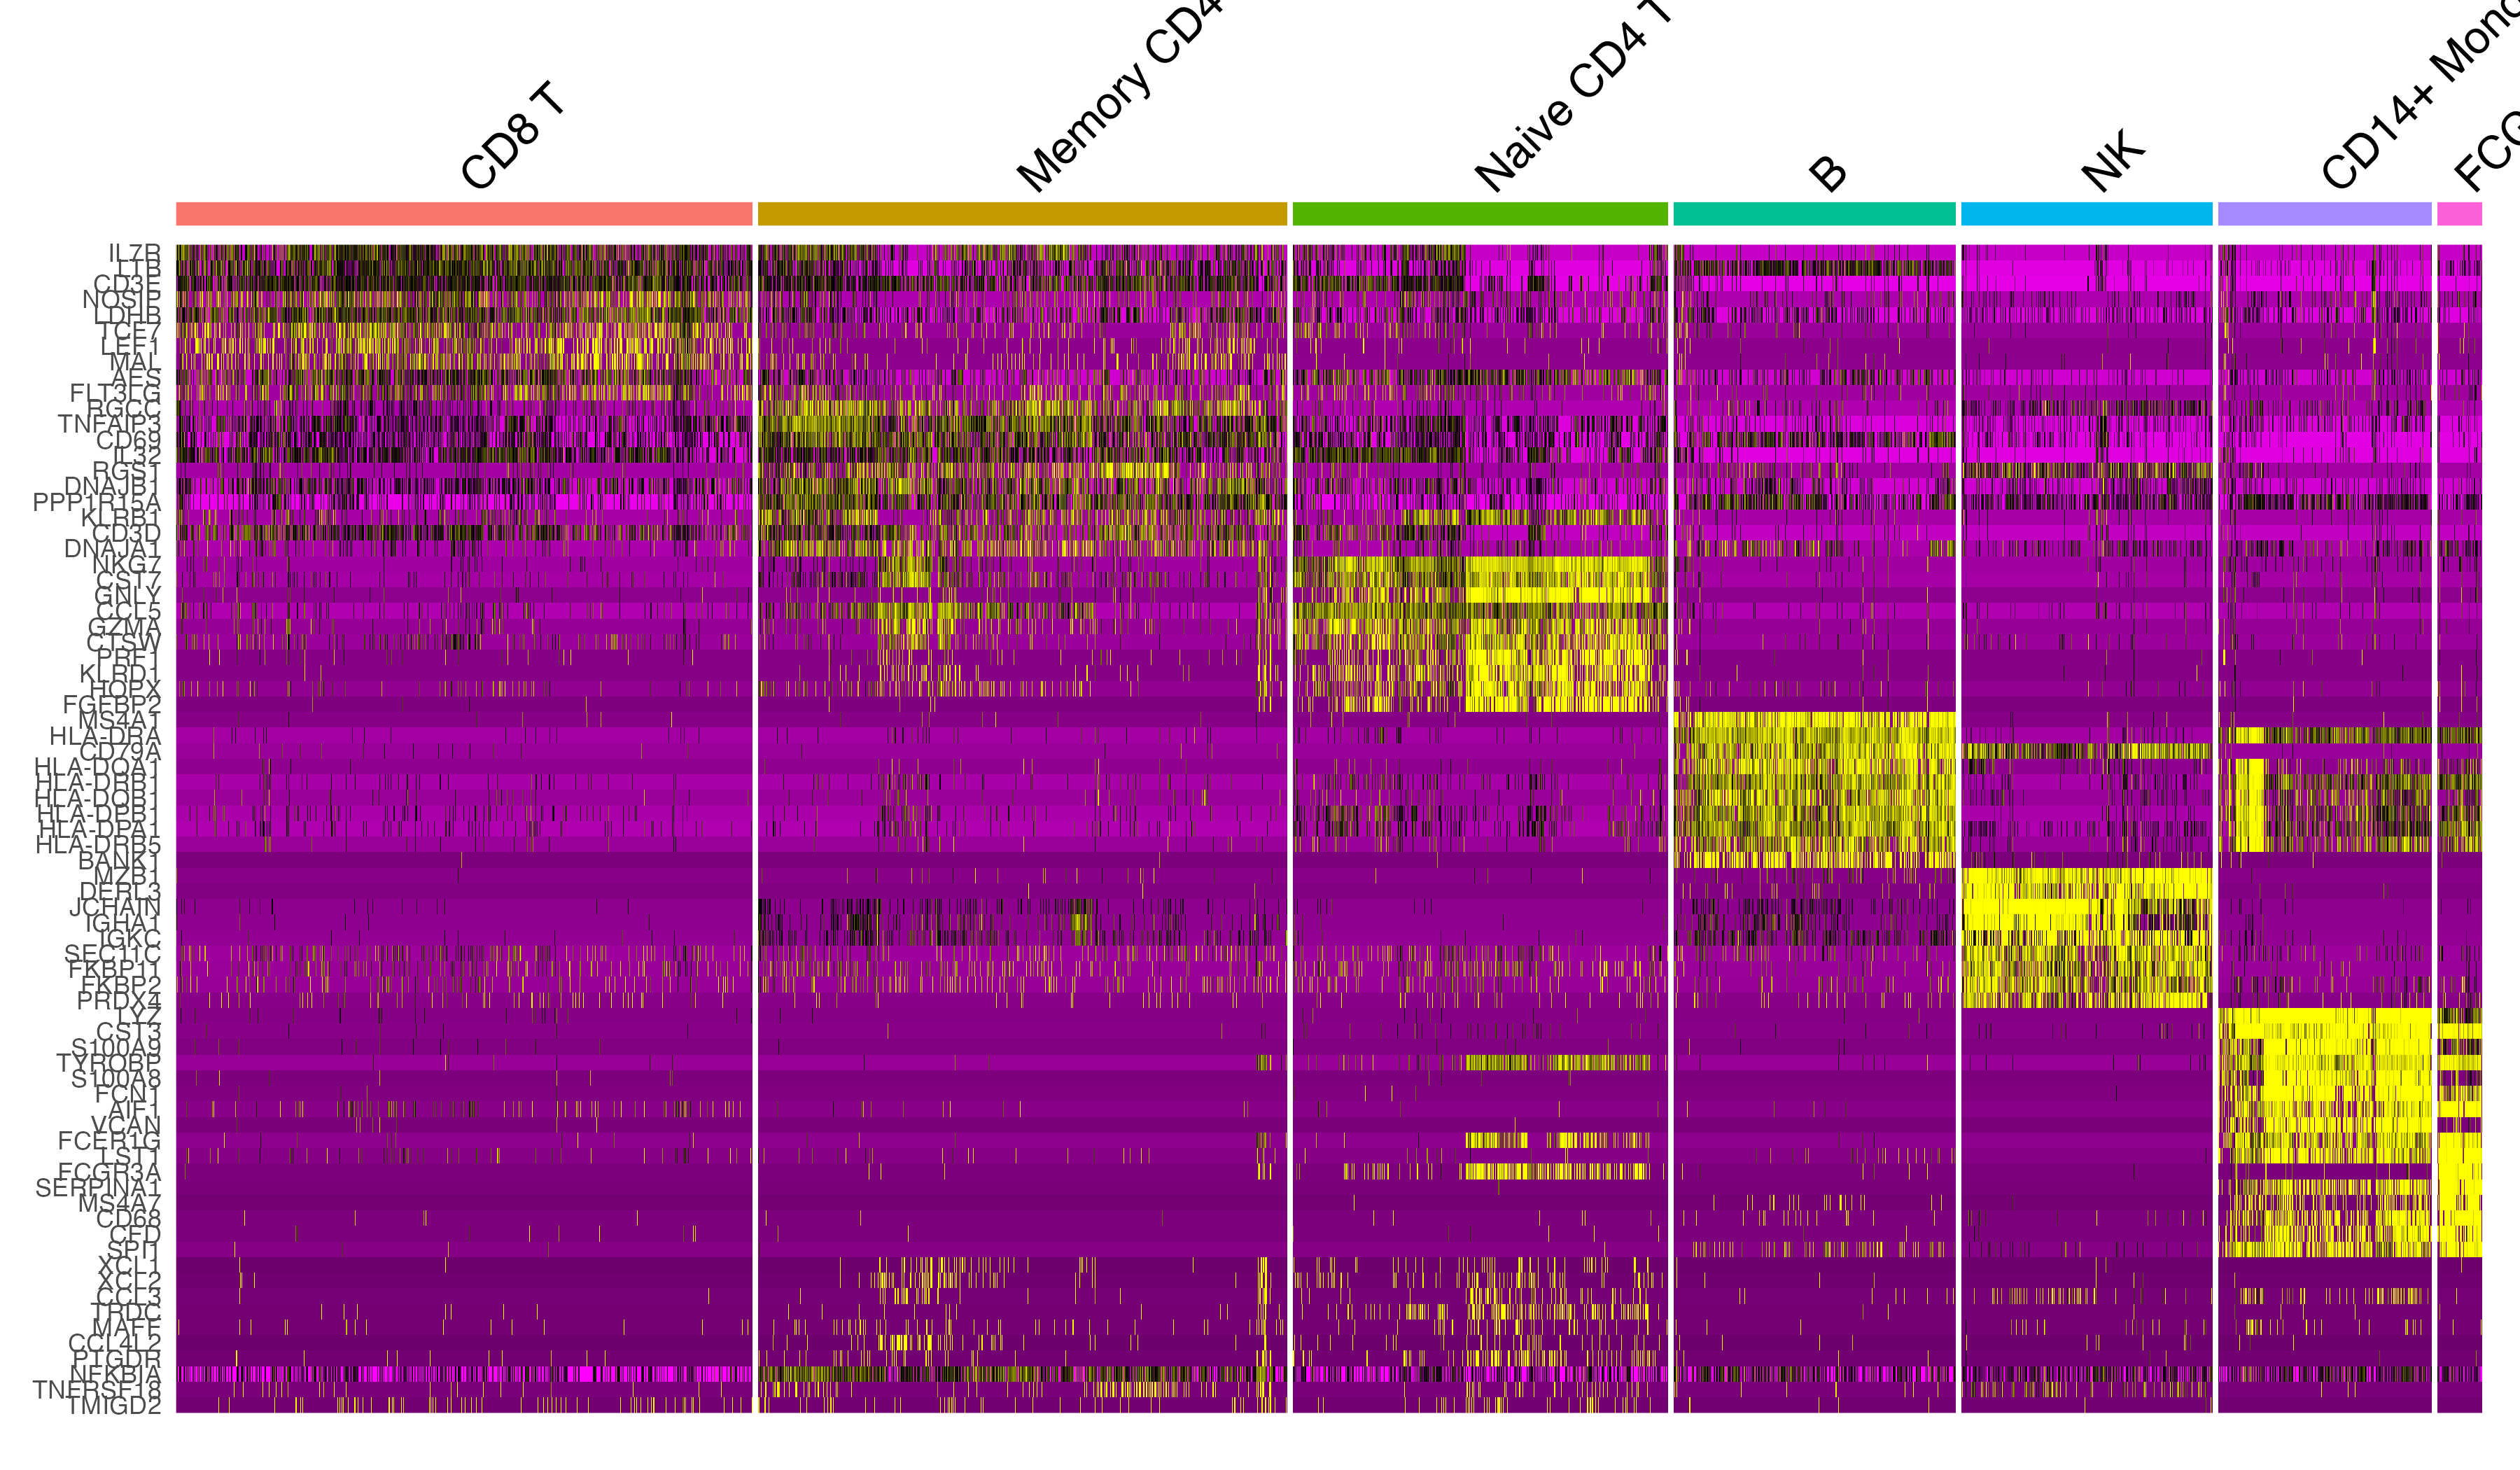 CD8 T
Memory CD4
Naive CD4 T
B
NK
CD14+ Mono
FCG
IL7R
LTB
CD3E
NOSIP
LDHB
TCF7
LEF1
MAL
AES
FLT3LG
RGCC
TNFAIP3
CD69
IL32
RGS1
DNAJB1
PPP1R15A
KLRB1
CD3D
DNAJA1
NKG7
CST7
GNLY
CCL5
GZMA
CTSW
PRF1
KLRD1
HOPX
FGFBP2
MS4A1
HLA-DRA
CD79A
HLA-DQA1
HLA-DRB1
HLA-DQB1
HLA-DPB1
HLA-DPA1
HLA-DRB5
BANK1
MZB1
DERL3
JCHAIN
IGHA1
IGKC
SEC11C
FKBP11
FKBP2
PRDX4
LYZ
CST3
S100A9
TYROBP
S100A8
FCN1
AIF1
VCAN
FCER1G
LST1
FCGR3A
SERPINA1
MS4A7
CD68
CFD
SPI1
XCL1
XCL2
CCL3
TRDC
MAFF
CCL4L2
PTGDR
NFKBIA
TNFRSF18
TMIGD2